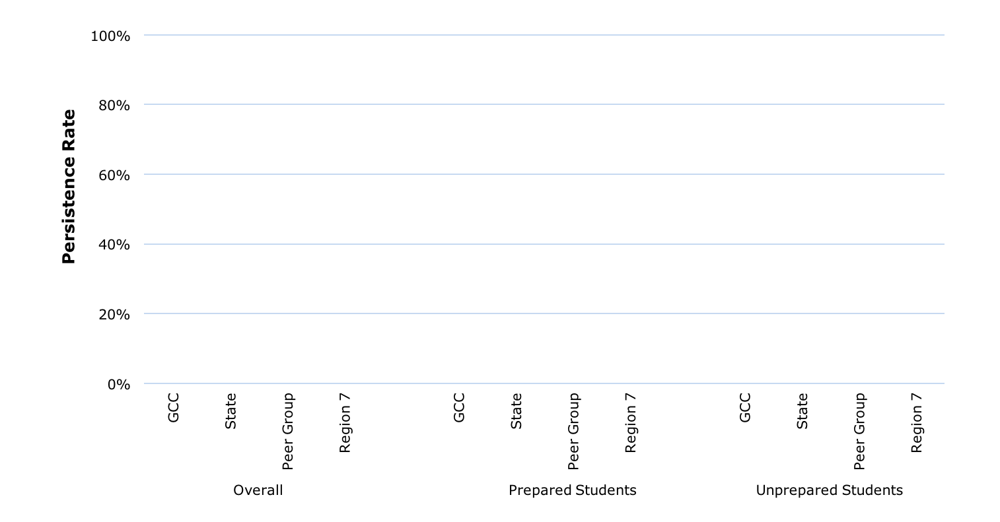 100%
80%
60%
40%
20%
0%
Persistence Rate
GCC
State
Peer Group
Region 7
GCC
State
Peer Group
Region 7
GCC
State
Peer Group
Region 7
Overall
Prepared Students
Unprepared Students